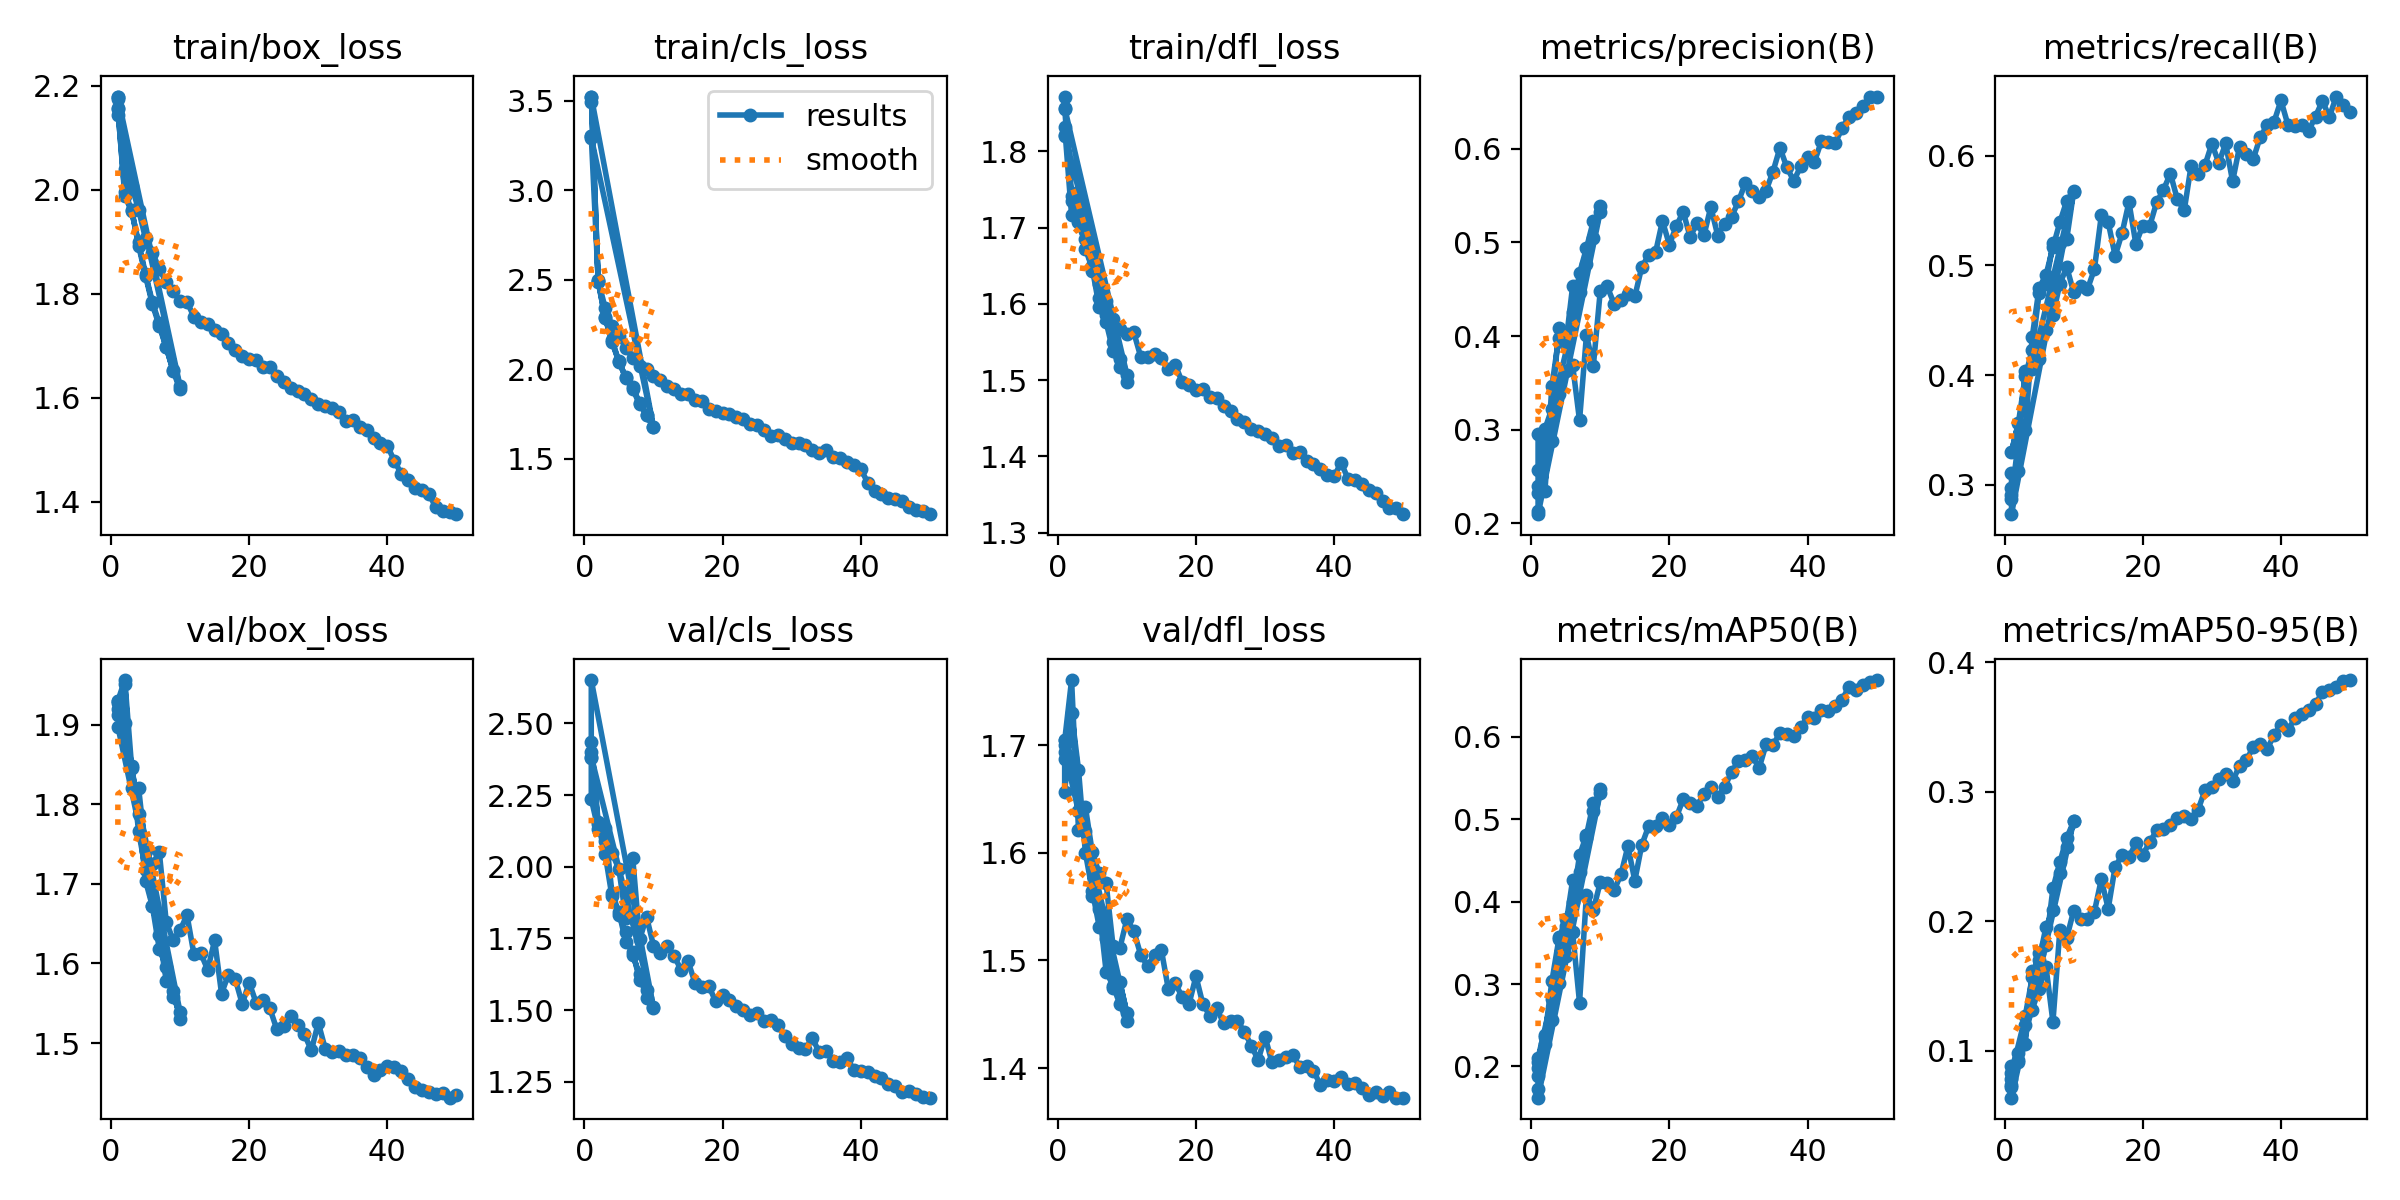 train/box_loss
train/cls_loss
train/dfl_loss
metrics/precision(B)
metrics/recall(B)
2.2
2.0
1.8
1.6
1.4
0 20 40
3.5
3.0
2.5
2.0
1.5
0 20 40
results
smooth
1.8
1.7
1.6
1.5
1.4
1.3
0 20 40
0.6
0.5
0.4
0.3
0.2
0 20 40
0.6
0.5
0.4
0.3
0 20 40
val/box_loss
val/cls_loss
val/dfl_loss
metrics/mAP50(B)
metrics/mAP50-95(B)
1.9
1.8
1.7
1.6
1.5
0 20 40
2.50
2.25
2.00
1.75
1.50
1.25
0 20 40
1.7
1.6
1.5
1.4
0 20 40
0.6
0.5
0.4
0.3
0.2
0 20 40
0.4
0.3
0.2
0.1
0 20 40